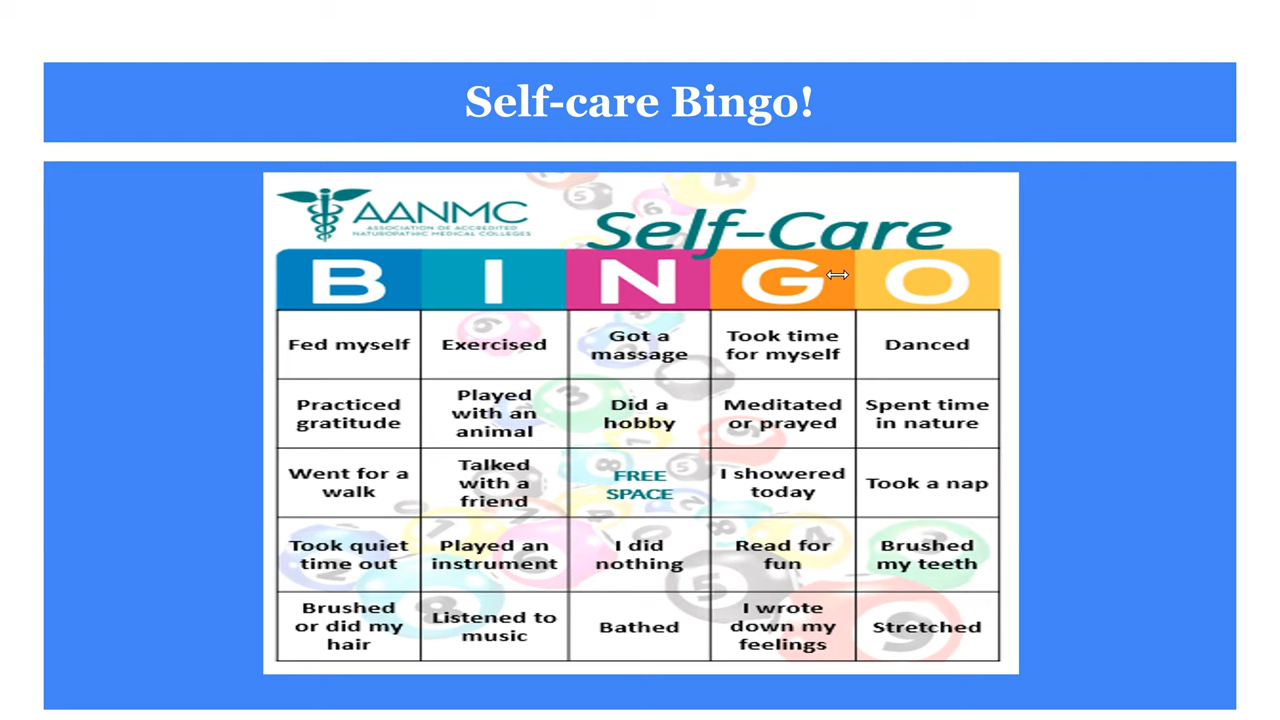 Self-care Bingo!
AANMC
ASSOCIATION OF ACCREDITED
NATUROPATHIC MEDICAL COLLEGES
Self-Care
B I N G O
Fed myself
Exercised
Got a
massage
Took time
for myself
Danced
Practiced
gratitude
Played
with an
animal
Did a
hobby
Meditated
or prayed
Spent time
in nature
Went for a
walk
Talked
with a
friend
FREE
SPACE
I showered
today
Took a nap
Took quiet
time out
Played an
instrument
I did
nothing
Read for
fun
Brushed
my teeth
Brushed
or did my
hair
Listened to
music
Bathed
I wrote
down my
feelings
Stretched